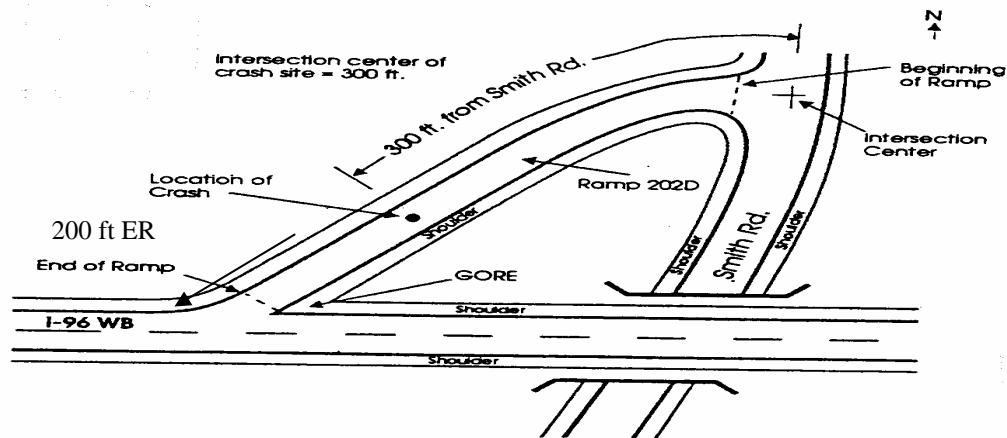 N
Intersection center of
crash site = 300 ft.
Beginning
of Ramp
300 ft. from Smith Rd.
Intersection
Center
Location of
Crash
Ramp 202D
200 ft ER
Shoulder
Smith Rd.
Shoulder
Shoulder
End of Ramp
GORE
Shoulder
I-96 WB
Shoulder